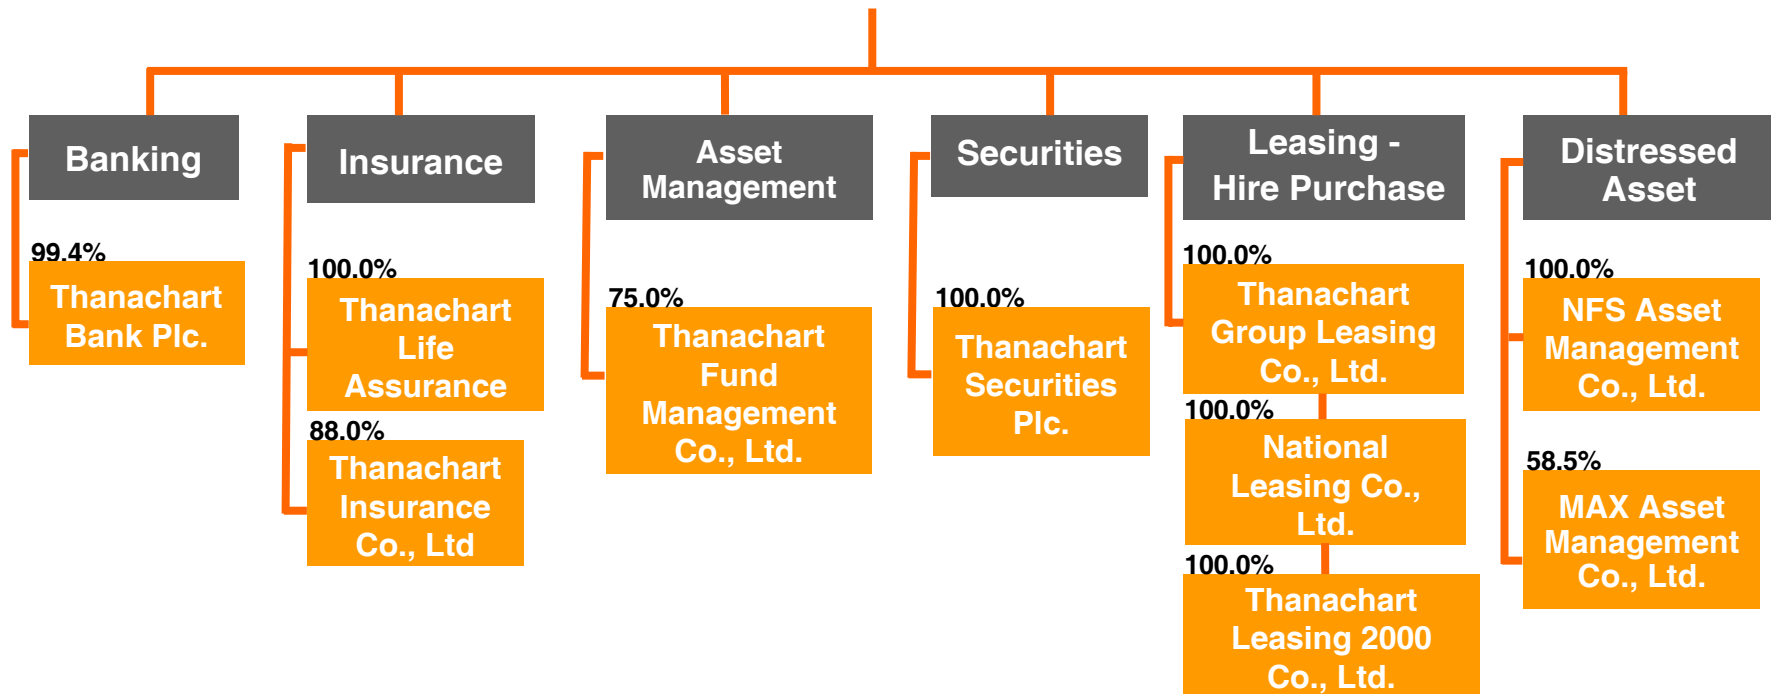 Banking
99.4%
Thanachart
Bank Plc.
Insurance
100.0%
Thanachart
Life
Assurance
88.0%
Thanachart
Insurance
Co., Ltd
Asset
Management
75.0%
Thanachart
Fund
Management
Co., Ltd.
Securities
100.0%
Thanachart
Securities
Plc.
Leasing -
Hire Purchase
100.0%
Thanachart
Group Leasing
Co., Ltd.
100.0%
National
Leasing Co.,
Ltd.
100.0%
Thanachart
Leasing 2000
Co., Ltd.
Distressed
Asset
100.0%
NFS Asset
Management
Co., Ltd.
58.5%
MAX Asset
Management
Co., Ltd.